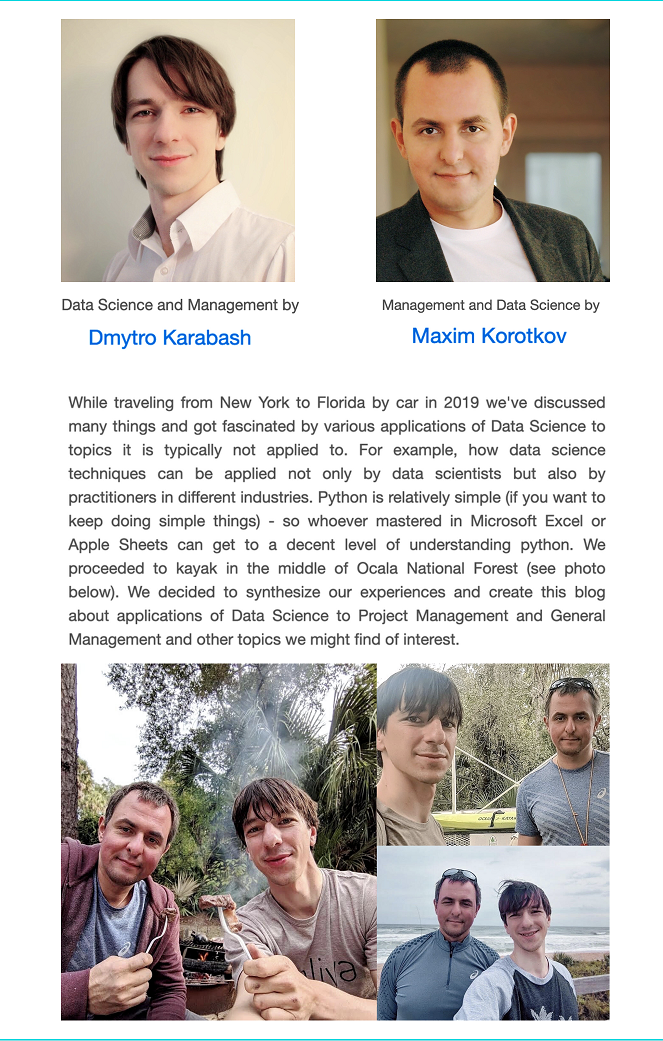 Data Science and Management by
Management and Data Science by
Dmytro Karabash
Maxim Korotkov
While traveling from New York to Florida by car in 2019 we've discussed
many things and got fascinated by various applications of Data Science to
topics it is typically not applied to. For example, how data science
techniques can be applied not only by data scientists but also by
practitioners in different industries. Python is relatively simple (if you want to
keep doing simple things) - so whoever mastered in Microsoft Excel or
Apple Sheets can get to a decent level of understanding python. We
proceeded to kayak in the middle of Ocala National Forest (see photo
below). We decided to synthesize our experiences and create this blog
about applications of Data Science to Project Management and General
Management and other topics we might find of interest.